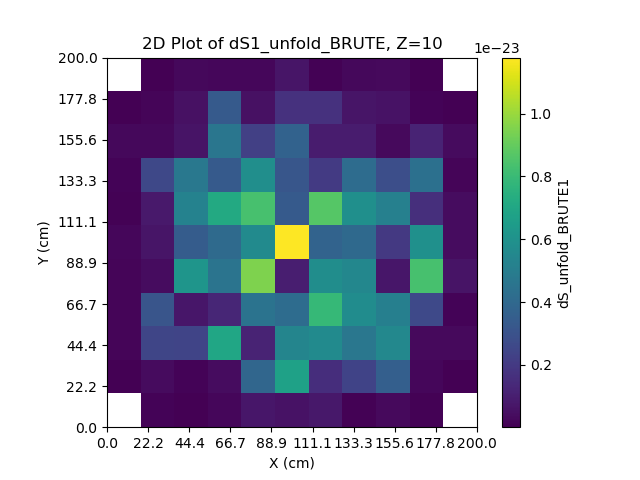 2D Plot of dS1_unfold_BRUTE, Z=10
1e−23
200.0
177.8
155.6
133.3
111.1
88.9
66.7
44.4
22.2
0.0
Y (cm)
0.0 22.2 44.4 66.7 88.9 111.1 133.3 155.6 177.8 200.0
X (cm)
1.0
0.8
0.6
0.4
0.2
dS_unfold_BRUTE1